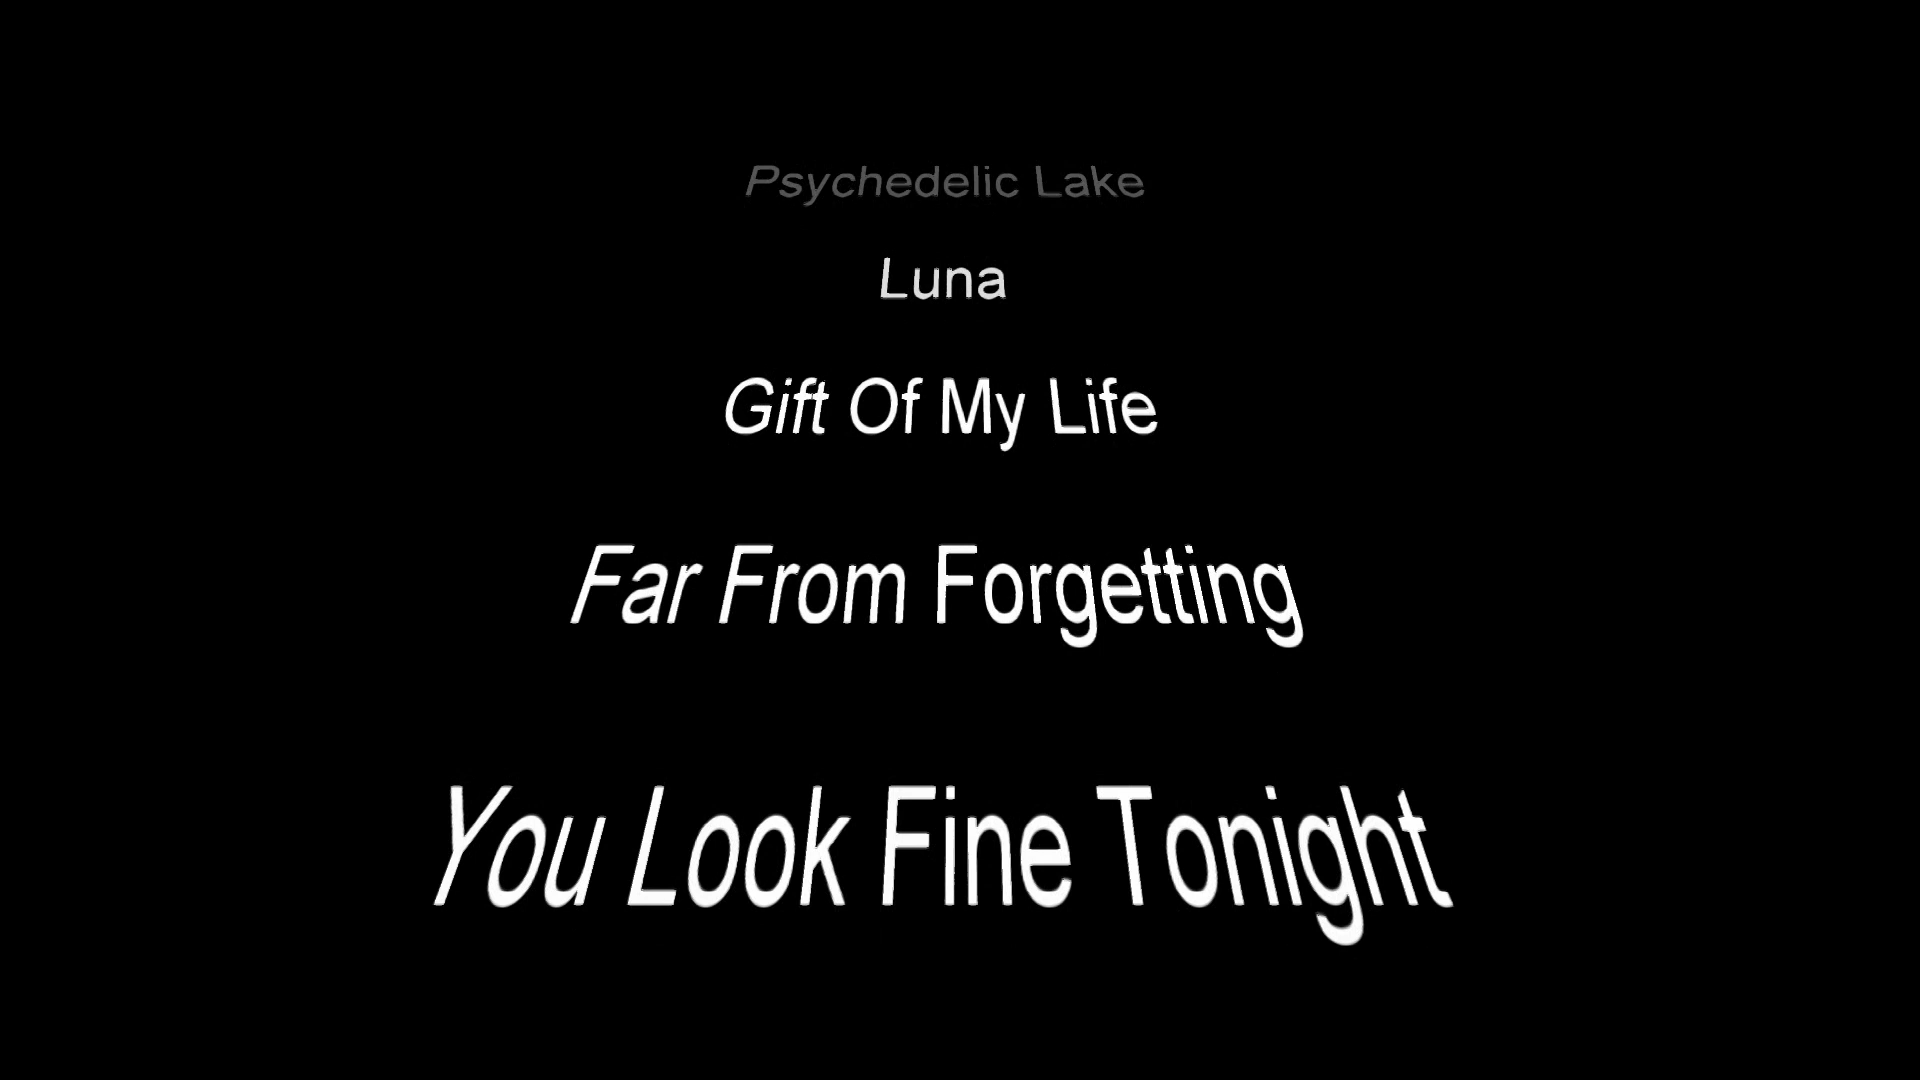 Psychedelic Lake
Luna
Gift Of My Life
Far From Forgetting
You Look Fine Tonight